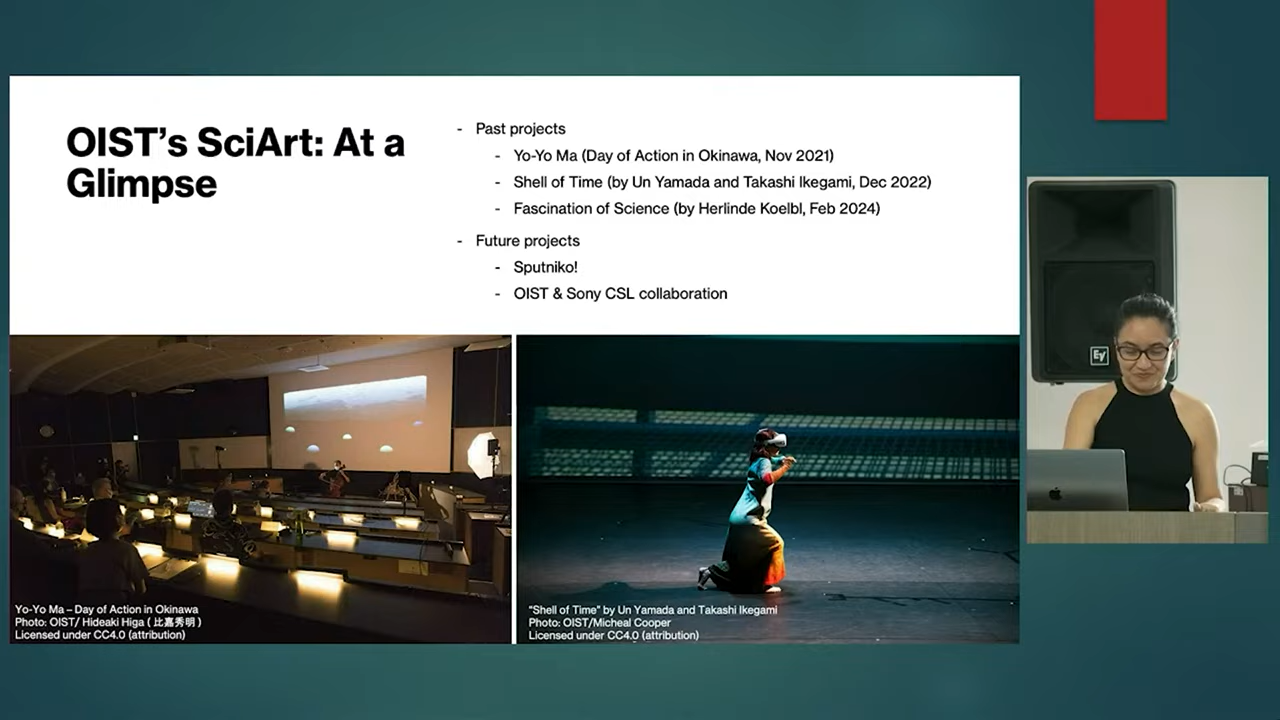 OIST’s SciArt: At a
Glimpse
- Past projects
- Yo-Yo Ma (Day of Action in Okinawa, Nov 2021)
- Shell of Time (by Un Yamada and Takashi Ikegami, Dec 2022)
- Fascination of Science (by Herlinde Koelbl, Feb 2024)
- Future projects
- Sputniko!
- OIST & Sony CSL collaboration
Yo-Yo Ma – Day of Action in Okinawa
Photo: OIST/ Hideaki Higa ( 比嘉秀明 )
Licensed under CC4.0 (attribution)
“Shell of Time” by Un Yamada and Takashi Ikegami
Photo: OIST/Micheal Cooper
Licensed under CC4.0 (attribution)
EV